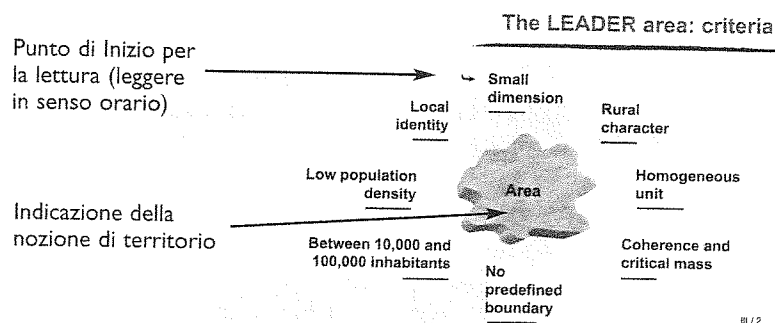 The LEADER area: criteria
Punto di Inizio per
la lettura (leggere
in senso orario)
Small
dimension
Rural
character
Homogeneous
unit
Coherence and
critical mass
No
predefined
boundary
Between 10,000 and
100,000 inhabitants
Low population
density
Local
identity
Area
Indicazione della
nozione di territorio
III / 2